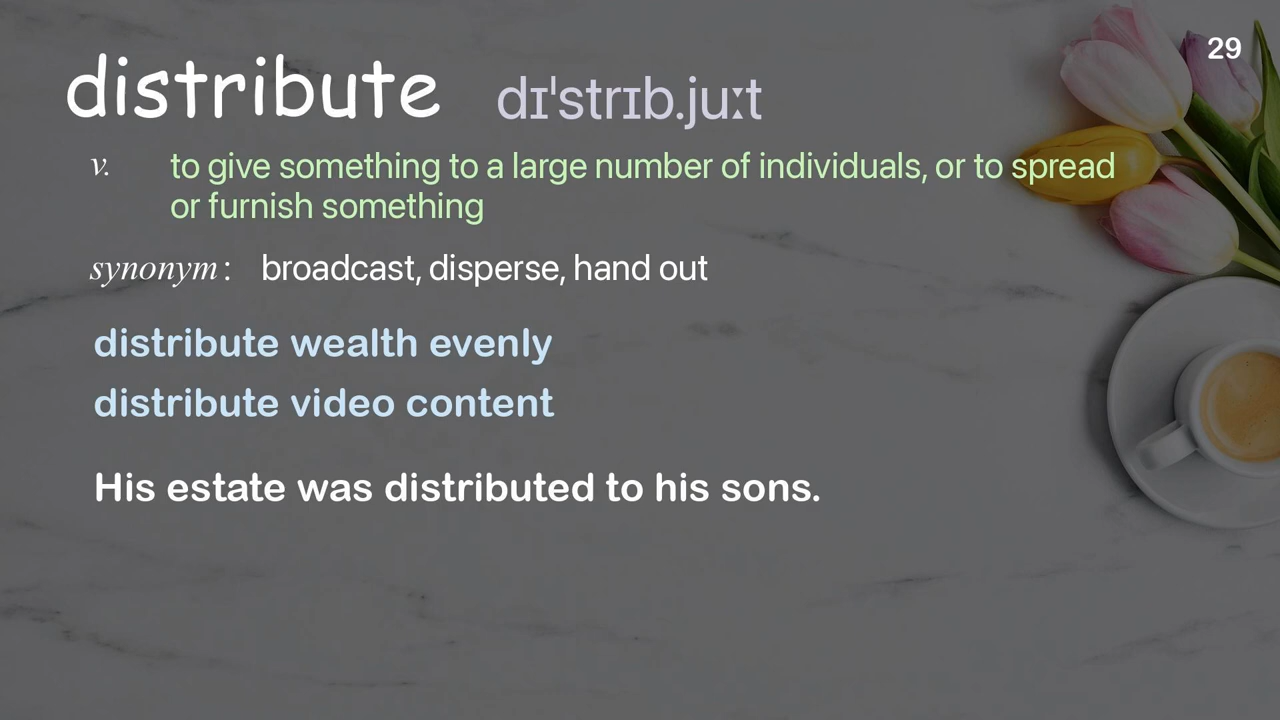 29
distribute dɪˈstrɪb.juːt
v. to give something to a large number of individuals, or to spread
or furnish something
synonym : broadcast, disperse, hand out
distribute wealth evenly
distribute video content
His estate was distributed to his sons.